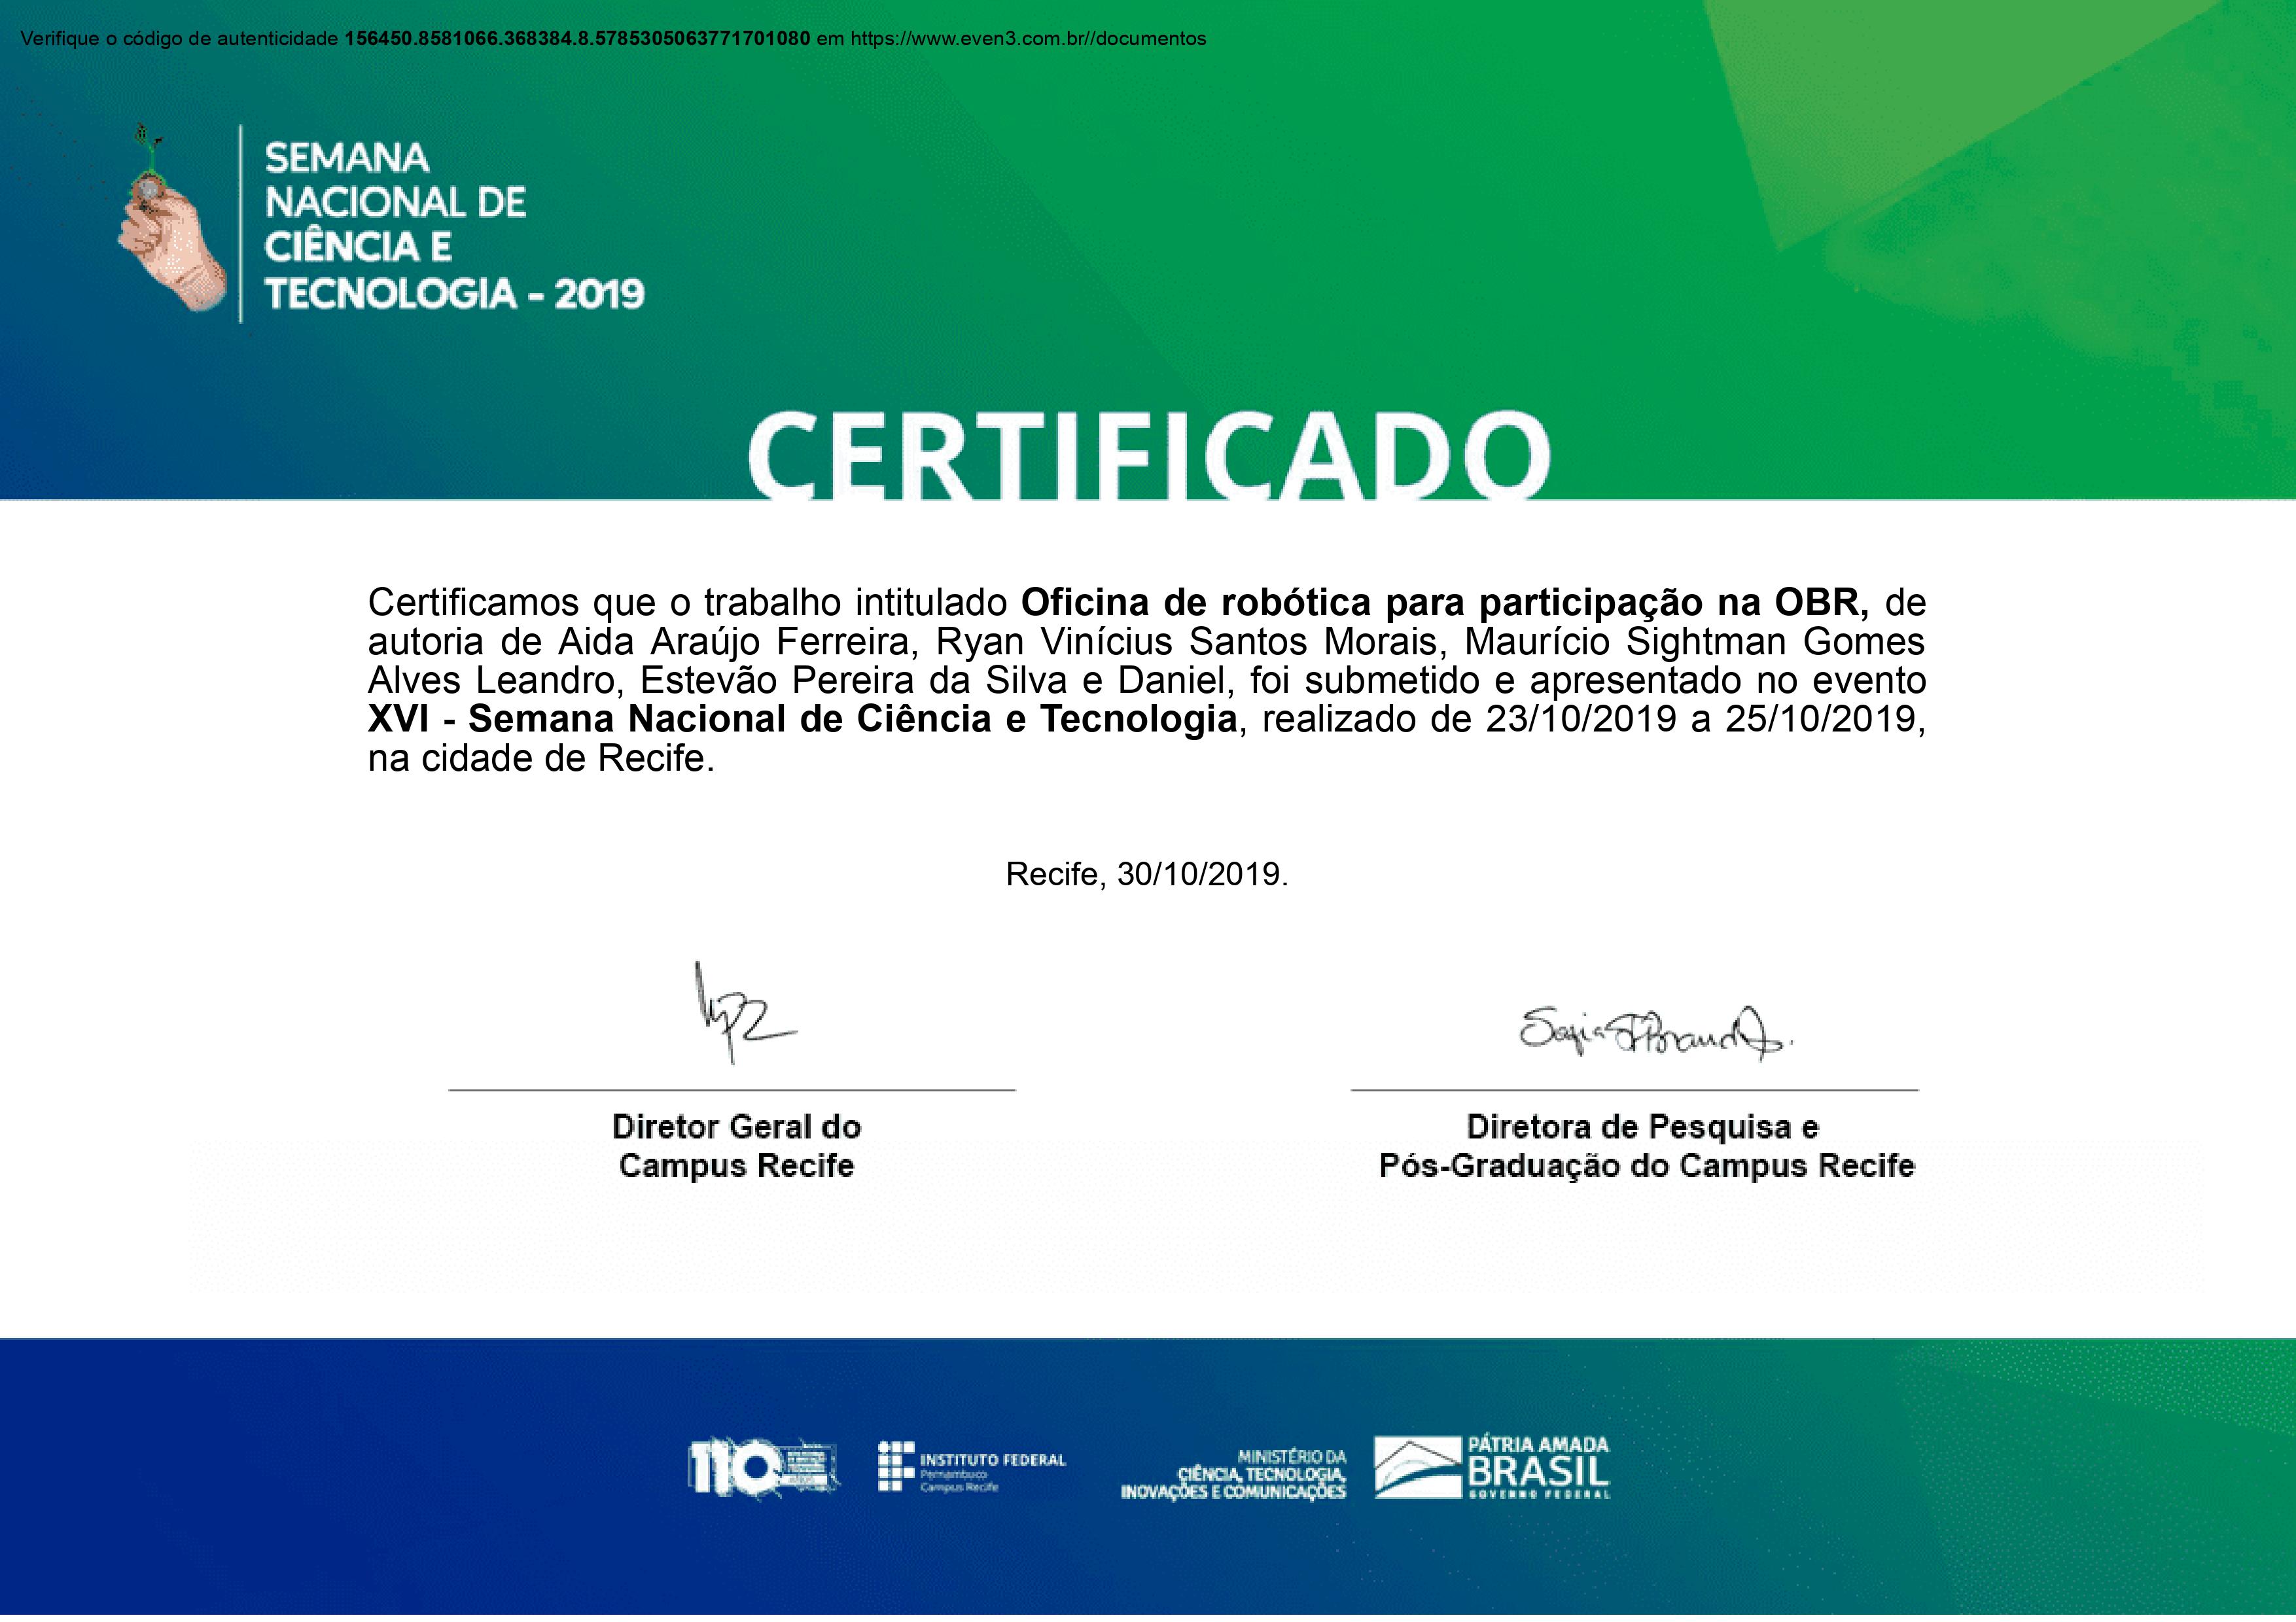 Verifique o código de autenticidade 156450.8581066.368384.8.5785305063771701080 em https://www.even3.com.br//documentos
SEMANA
NACIONAL DE
CIÊNCIA E
TECNOLOGIA - 2019
CERTIFICADO
Certificamos que o trabalho intitulado Oficina de robótica para participação na OBR, de
autoria de Aida Araújo Ferreira, Ryan Vinícius Santos Morais, Maurício Sightman Gomes
Alves Leandro, Estevão Pereira da Silva e Daniel, foi submetido e apresentado no evento
XVI - Semana Nacional de Ciência e Tecnologia, realizado de 23/10/2019 a 25/10/2019,
na cidade de Recife.
Recife, 30/10/2019.
Diretor Geral do
Campus Recife
Diretora de Pesquisa e
Pós-Graduação do Campus Recife
110
INSTITUTO FEDERAL
Pernambuco
Campus Recife
MINISTÉRIO DA
CIÊNCIA, TECNOLOGIA,
INOVAÇÕES E COMUNICAÇÕES
PÁTRIA AMADA
BRASIL
GOVERNO FEDERAL